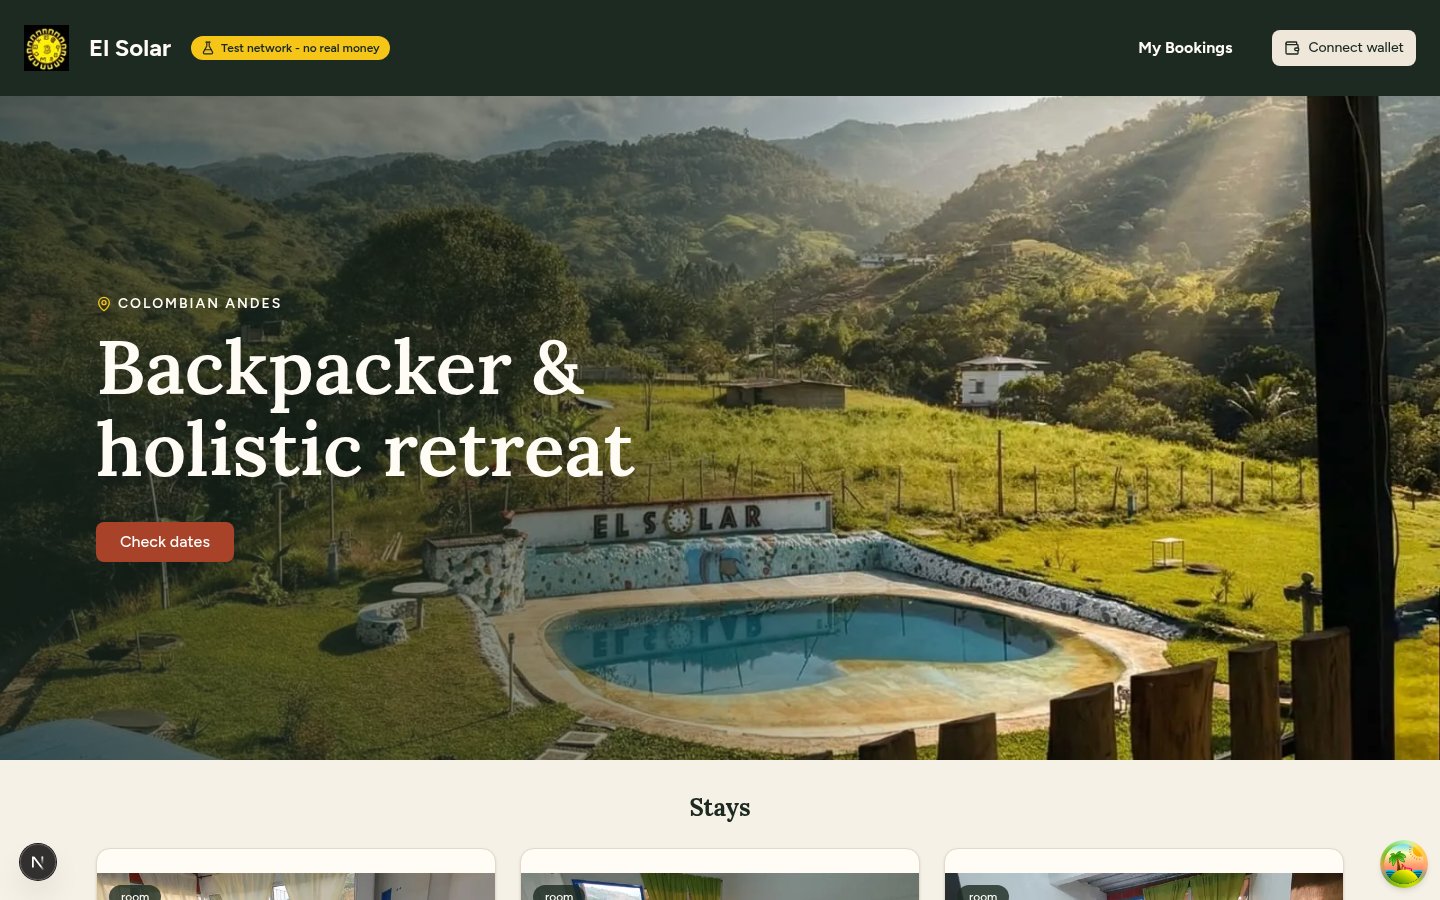 El Solar
Test network - no real money
My Bookings
Connect wallet
COLOMBIAN ANDES
Backpacker &
holistic retreat
Check dates
EL SOLAR
Stays
room
room
room
N